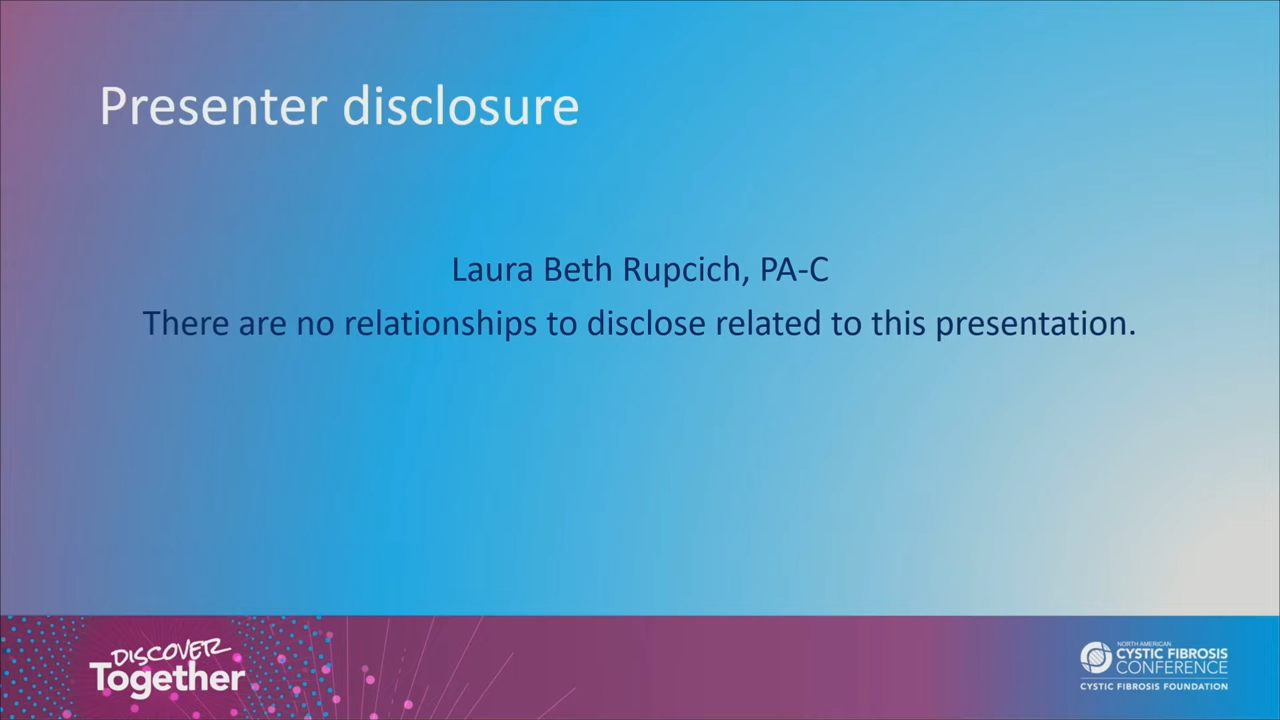 Presenter disclosure
Laura Beth Rupcich, PA-C
There are no relationships to disclose related to this presentation.
DISCOVER
Together
NORTH AMERICAN
CYSTIC FIBROSIS
CONFERENCE
CYSTIC FIBROSIS FOUNDATION